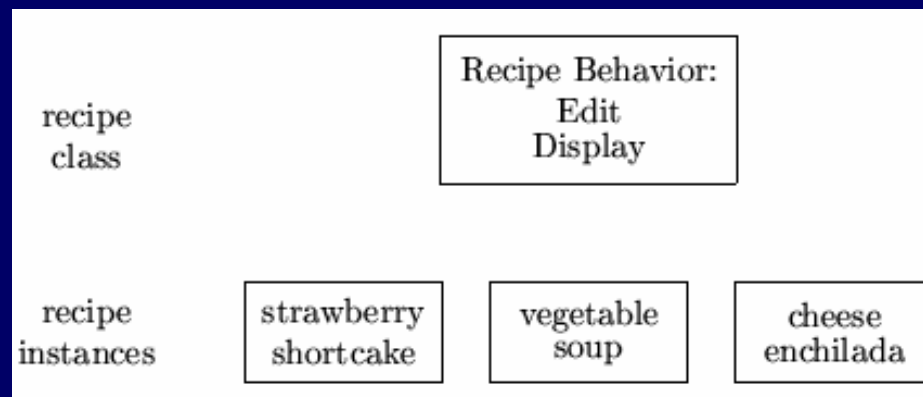 Recipe Behavior:
Edit
Display
recipe
class
recipe
instances
strawberry
shortcake
vegetable
soup
cheese
enchilada